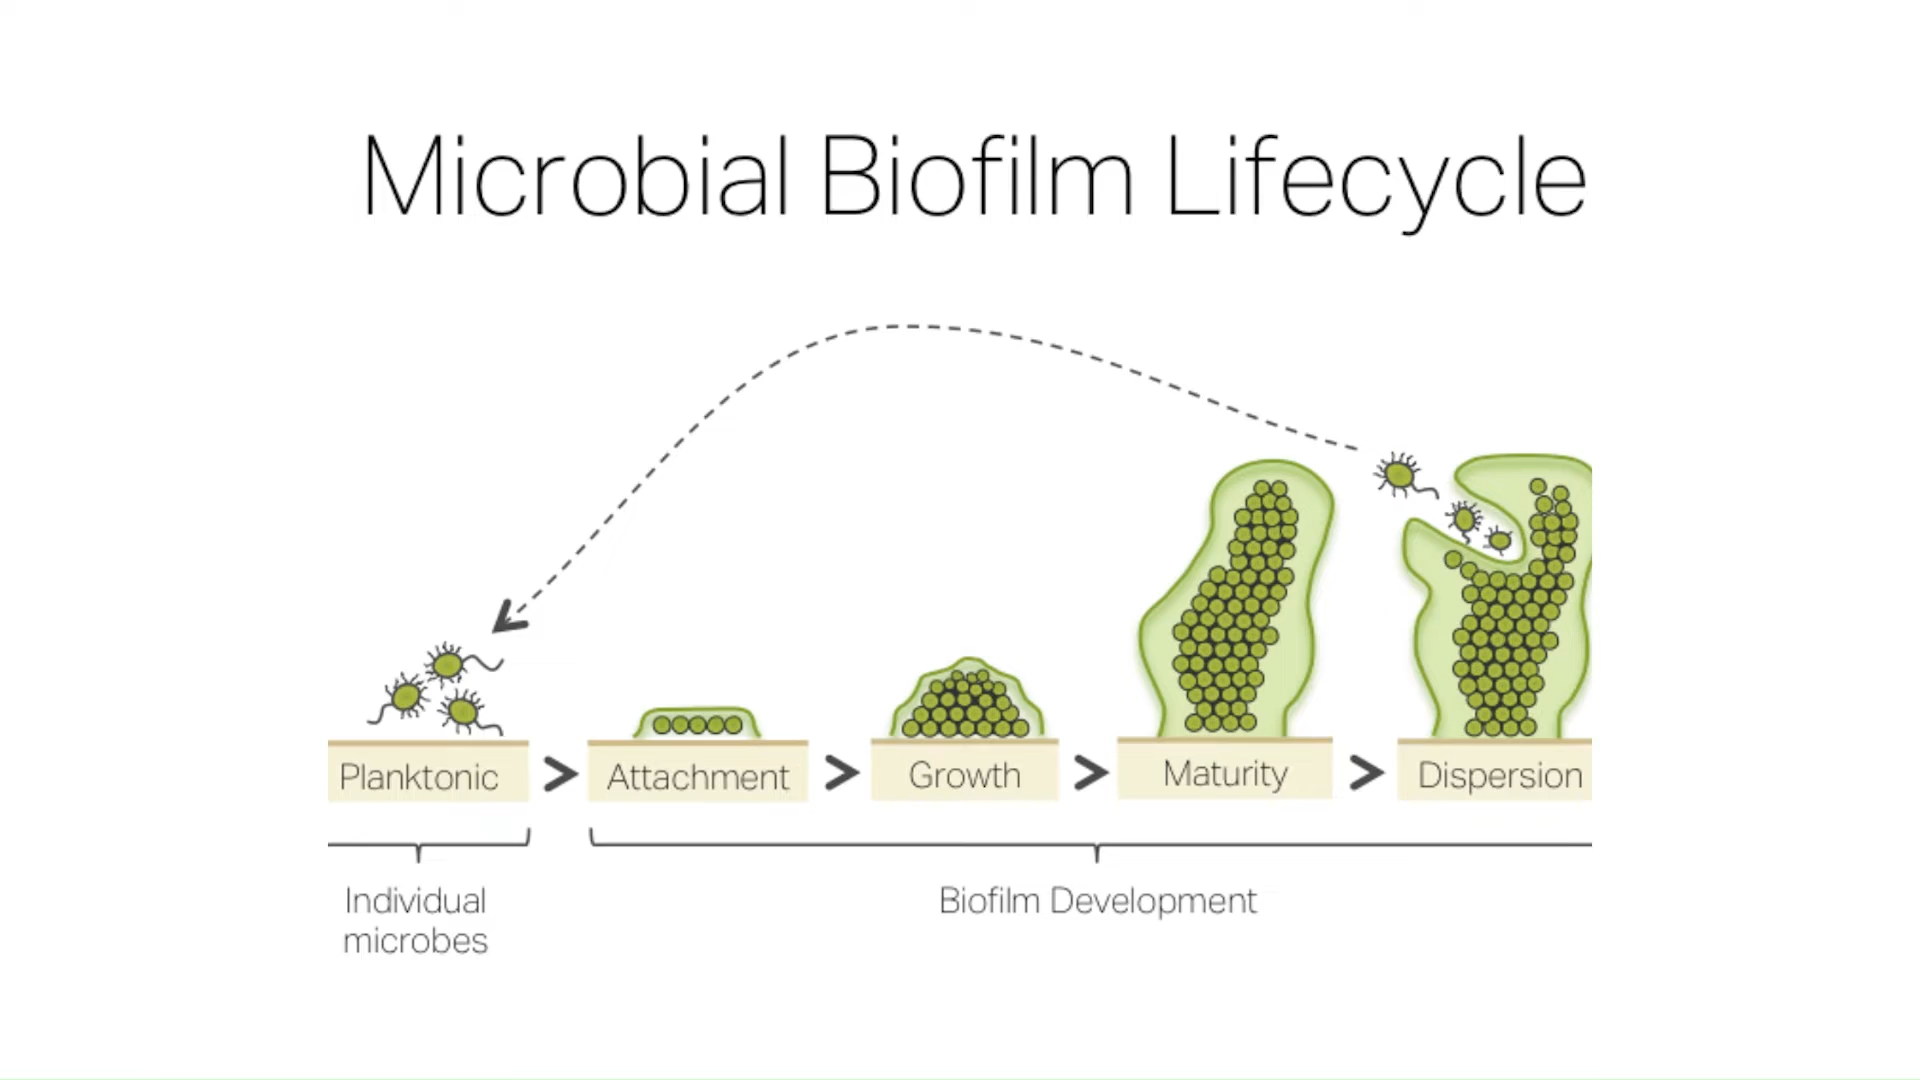 Microbial Biofilm Lifecycle
Planktonic > Attachment > Growth > Maturity > Dispersion
Individual
microbes
Biofilm Development